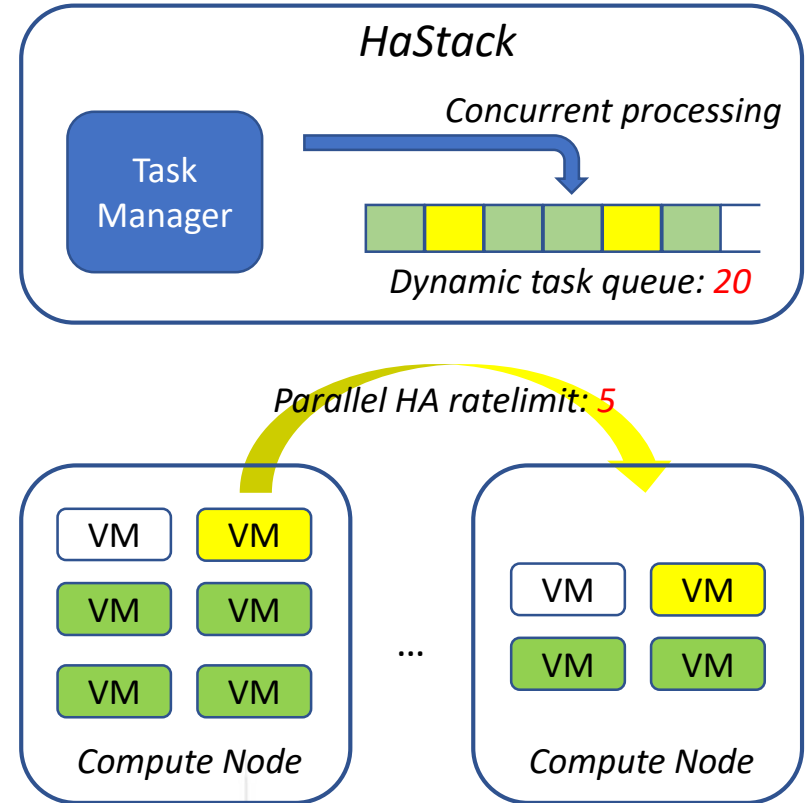 HaStack
Concurrent processing
Task
Manager
Dynamic task queue: 20
Parallel HA ratelimit: 5
VM VM
VM VM
VM VM
Compute Node
...
VM VM
VM VM
Compute Node